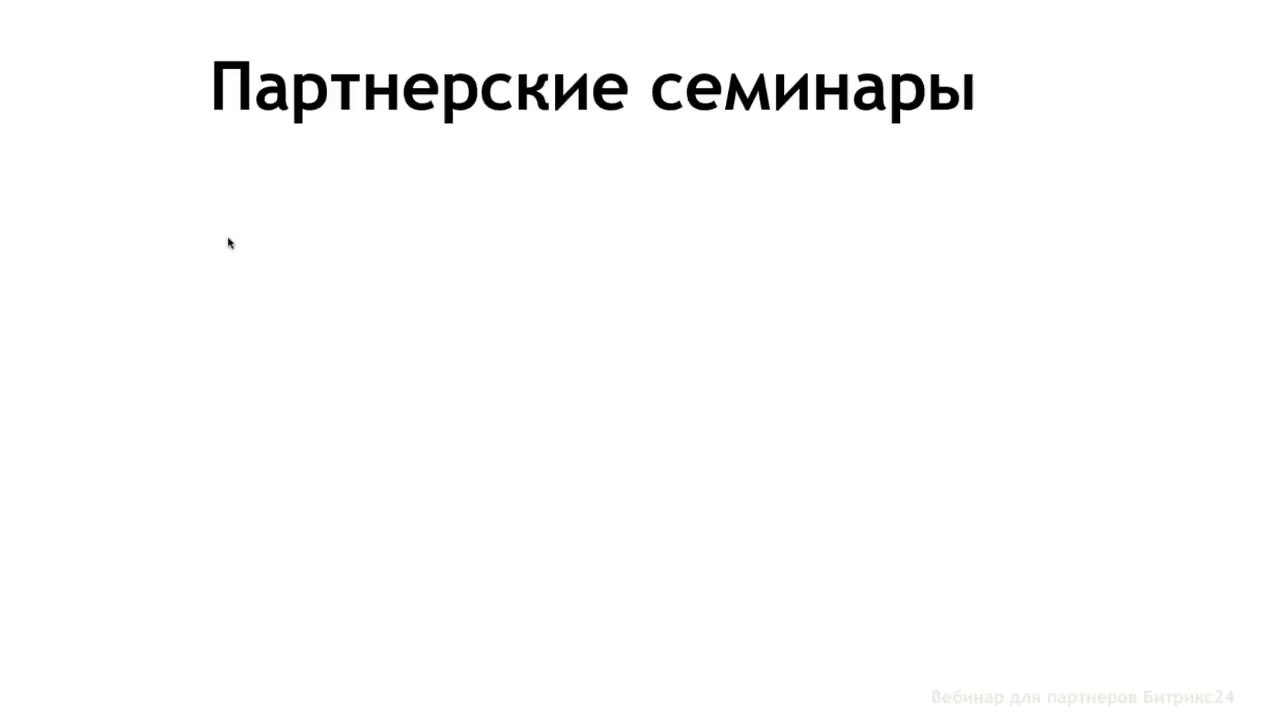 Партнерские семинары
Вебинар для партнеров Битрикс24